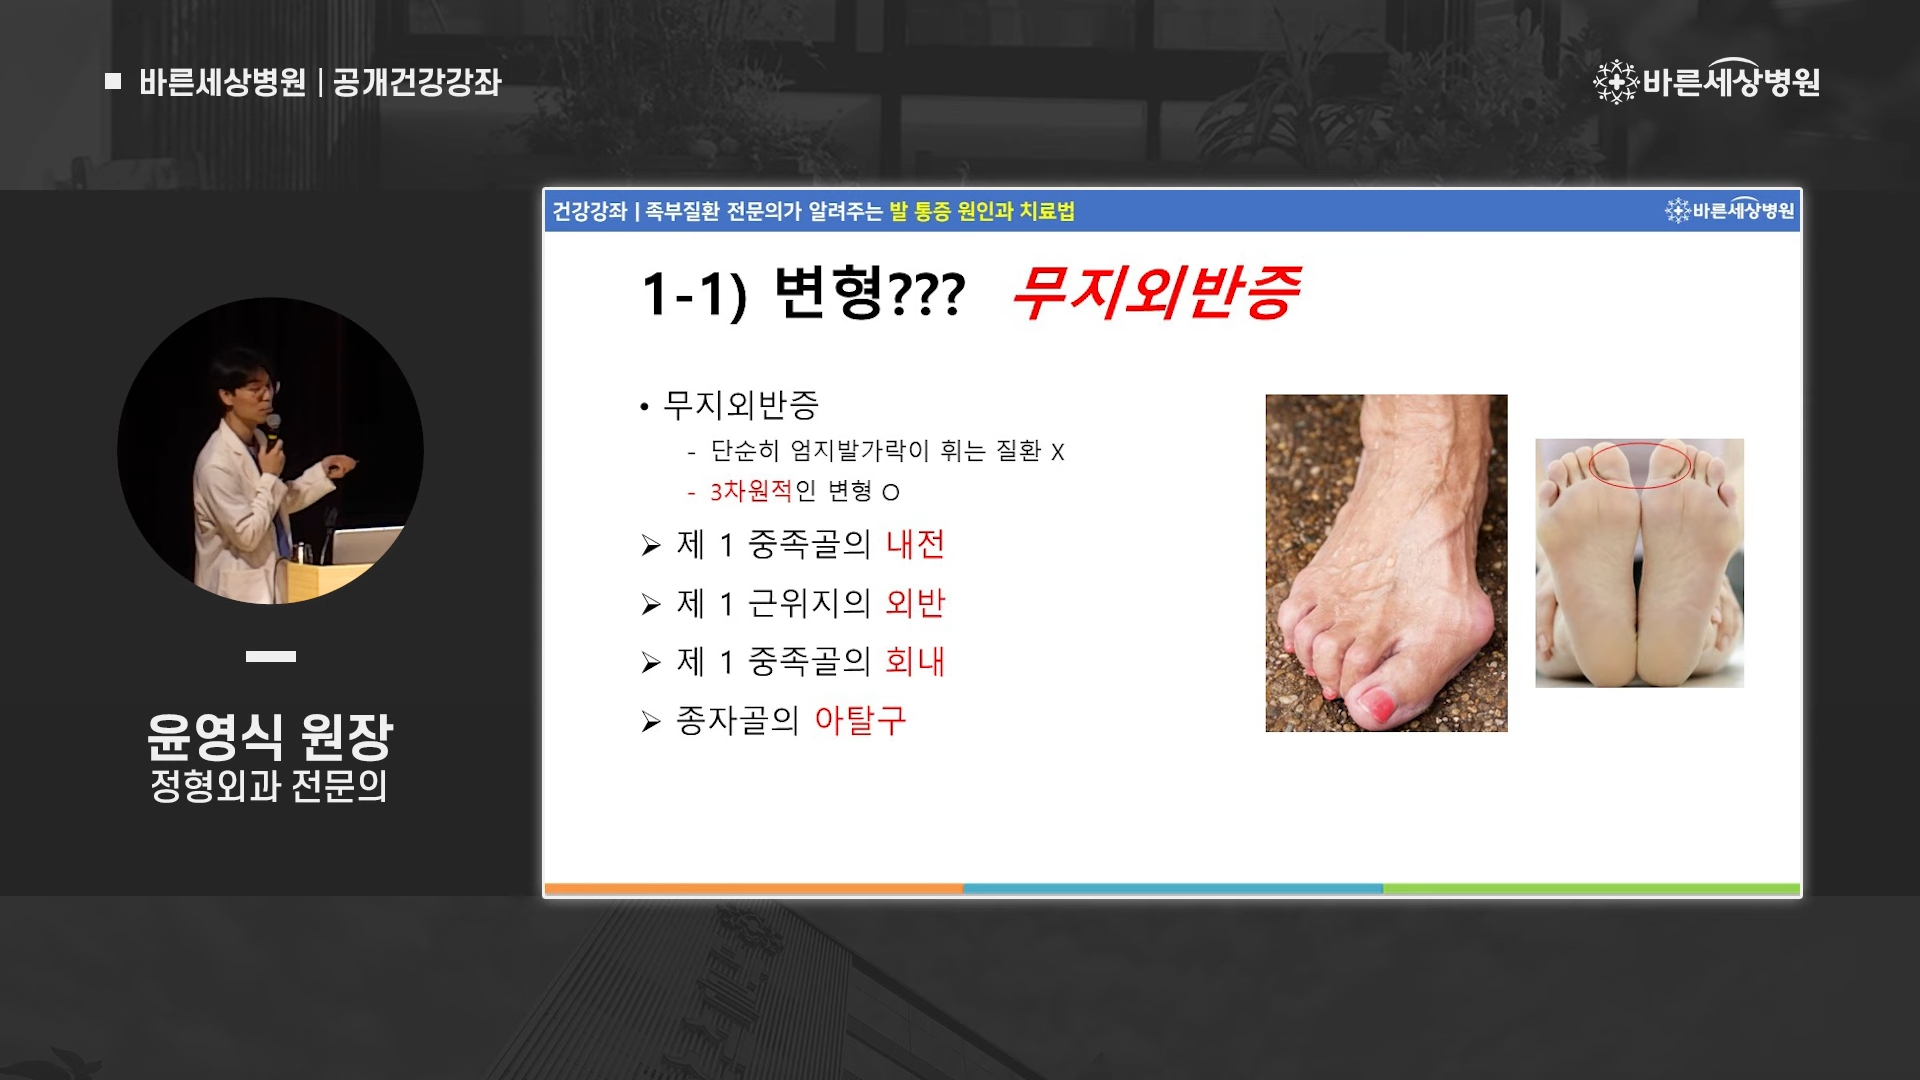 바른세상병원 | 공개건강강좌
바른세상병원
건강강좌 | 족부질환 전문의가 알려주는 발 통증 원인과 치료법
바른세상병원
1-1) 변형??? 무지외반증
• 무지외반증
- 단순히 엄지발가락이 휘는 질환 X
- 3차원적인 변형 O
➢ 제 1 중족골의 내전
➢ 제 1 근위지의 외반
➢ 제 1 중족골의 회내
➢ 종자골의 아탈구
윤영식 원장
정형외과 전문의